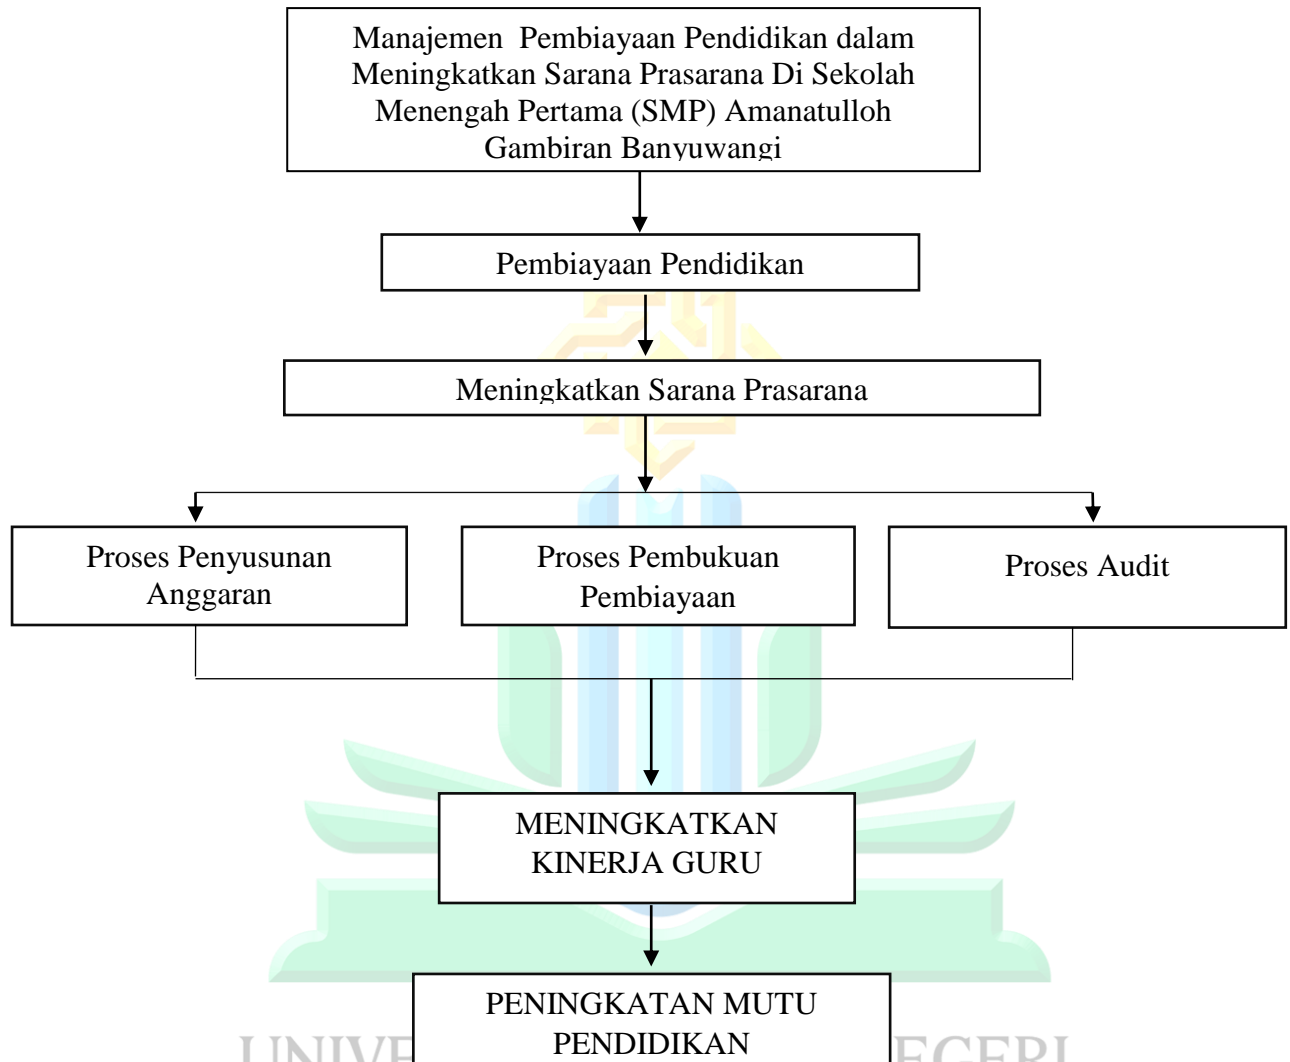 Manajemen Pembiayaan Pendidikan dalam
Meningkatkan Sarana Prasarana Di Sekolah
Menengah Pertama (SMP) Amanatulloh
Gambiran Banyuwangi
Pembiayaan Pendidikan
Meningkatkan Sarana Prasarana
Proses Penyusunan
Anggaran
Proses Pembukuan
Pembiayaan
Proses Audit
MENINGKATKAN
KINERJA GURU
PENINGKATAN MUTU
PENDIDIKAN